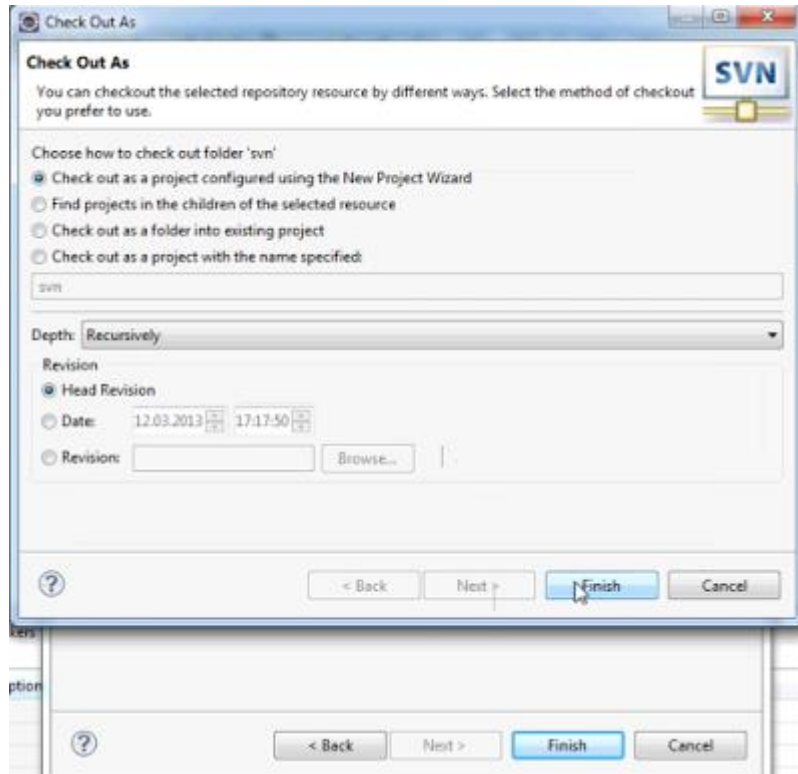 Check Out As
Check Out As
You can checkout the selected repository resource by different ways. Select the method of checkout
you prefer to use.
SVN
Choose how to check out folder 'svn'
Check out as a project configured using the New Project Wizard
Find projects in the children of the selected resource
Check out as a folder into existing project
Check out as a project with the name specified:
svn
Depth: Recursively
Revision
Head Revision
Date: 12.03.2013 17:17:50
Revision: Browse...
? < Back Next > Finish Cancel
kers
ption
? < Back Next > Finish Cancel